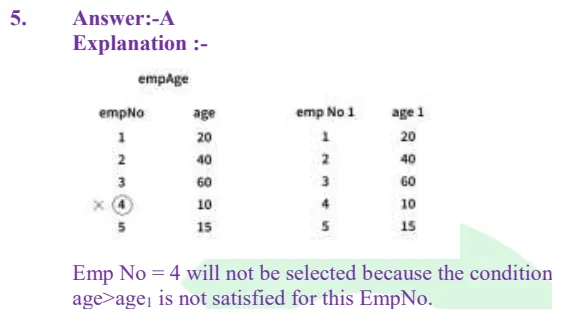 5. Answer:-A
Explanation :-
empAge
empNo age emp No 1 age 1
1 20 1 20
2 40 2 40
3 60 3 60
× 4 10 4 10
5 15 5 15
Emp No = 4 will not be selected because the condition
age>age₁ is not satisfied for this EmpNo.